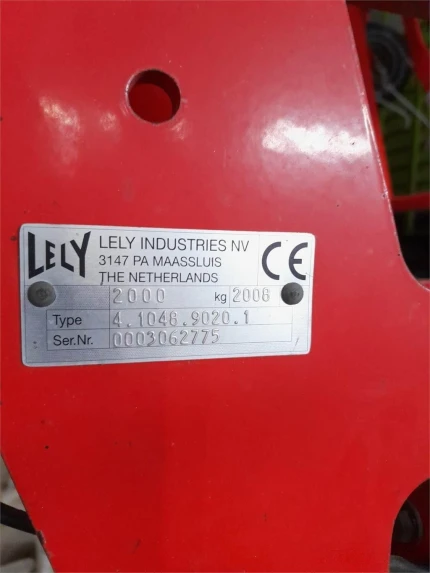 LELY
LELY INDUSTRIES NV
3147 PA MAASSLUIS
THE NETHERLANDS
CE
2000 kg 2008
Type 4.1048.9020.1
Ser.Nr. 0003062775